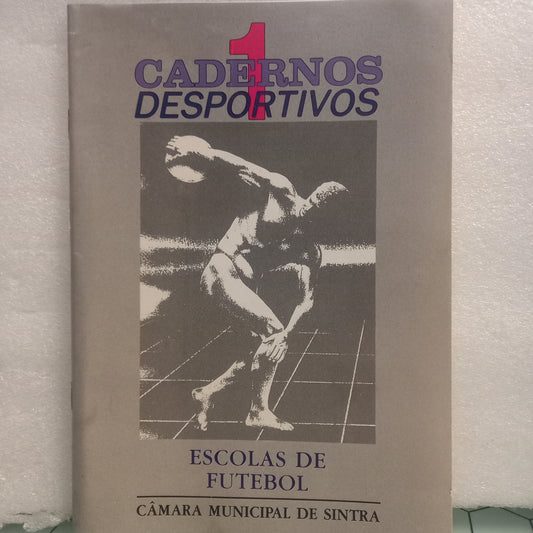 1
CADERNOS
DESPORTIVOS
ESCOLAS DE
FUTEBOL
CÂMARA MUNICIPAL DE SINTRA